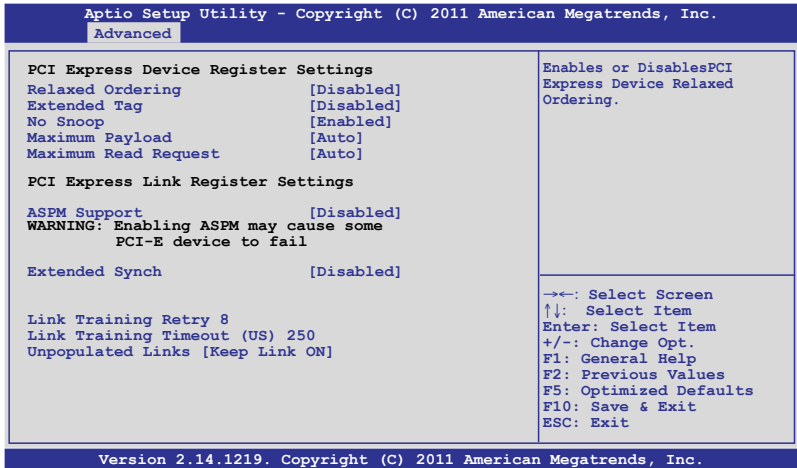 Aptio Setup Utility - Copyright (C) 2011 American Megatrends, Inc.
Advanced
PCI Express Device Register Settings
Relaxed Ordering [Disabled]
Extended Tag [Disabled]
No Snoop [Enabled]
Maximum Payload [Auto]
Maximum Read Request [Auto]
PCI Express Link Register Settings
ASPM Support [Disabled]
WARNING: Enabling ASPM may cause some
PCI-E device to fail
Extended Synch [Disabled]
Link Training Retry 8
Link Training Timeout (US) 250
Unpopulated Links [Keep Link ON]
Enables or DisablesPCI
Express Device Relaxed
Ordering.
→←: Select Screen
↑↓: Select Item
Enter: Select Item
+/-: Change Opt.
F1: General Help
F2: Previous Values
F5: Optimized Defaults
F10: Save & Exit
ESC: Exit
Version 2.14.1219. Copyright (C) 2011 American Megatrends, Inc.